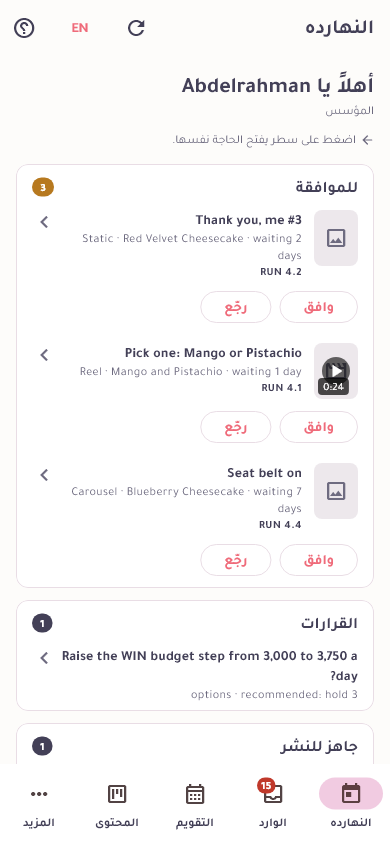 النهارده
EN
أهلاً يا Abdelrahman
المؤسس
← اضغط على سطر يفتح الحاجة نفسها.
للموافقة
3
Thank you, me #3
Static · Red Velvet Cheesecake · waiting 2
days
RUN 4.2
وافق
رجّع
Pick one: Mango or Pistachio
Reel · Mango and Pistachio · waiting 1 day
RUN 4.1
0:24
وافق
رجّع
Seat belt on
Carousel · Blueberry Cheesecake · waiting 7
days
RUN 4.4
وافق
رجّع
القرارات
1
Raise the WIN budget step from 3,000 to 3,750 a
day?
options · recommended: hold 3
جاهز للنشر
1
النهارده
15
الوارد
التقويم
المحتوى
المزيد